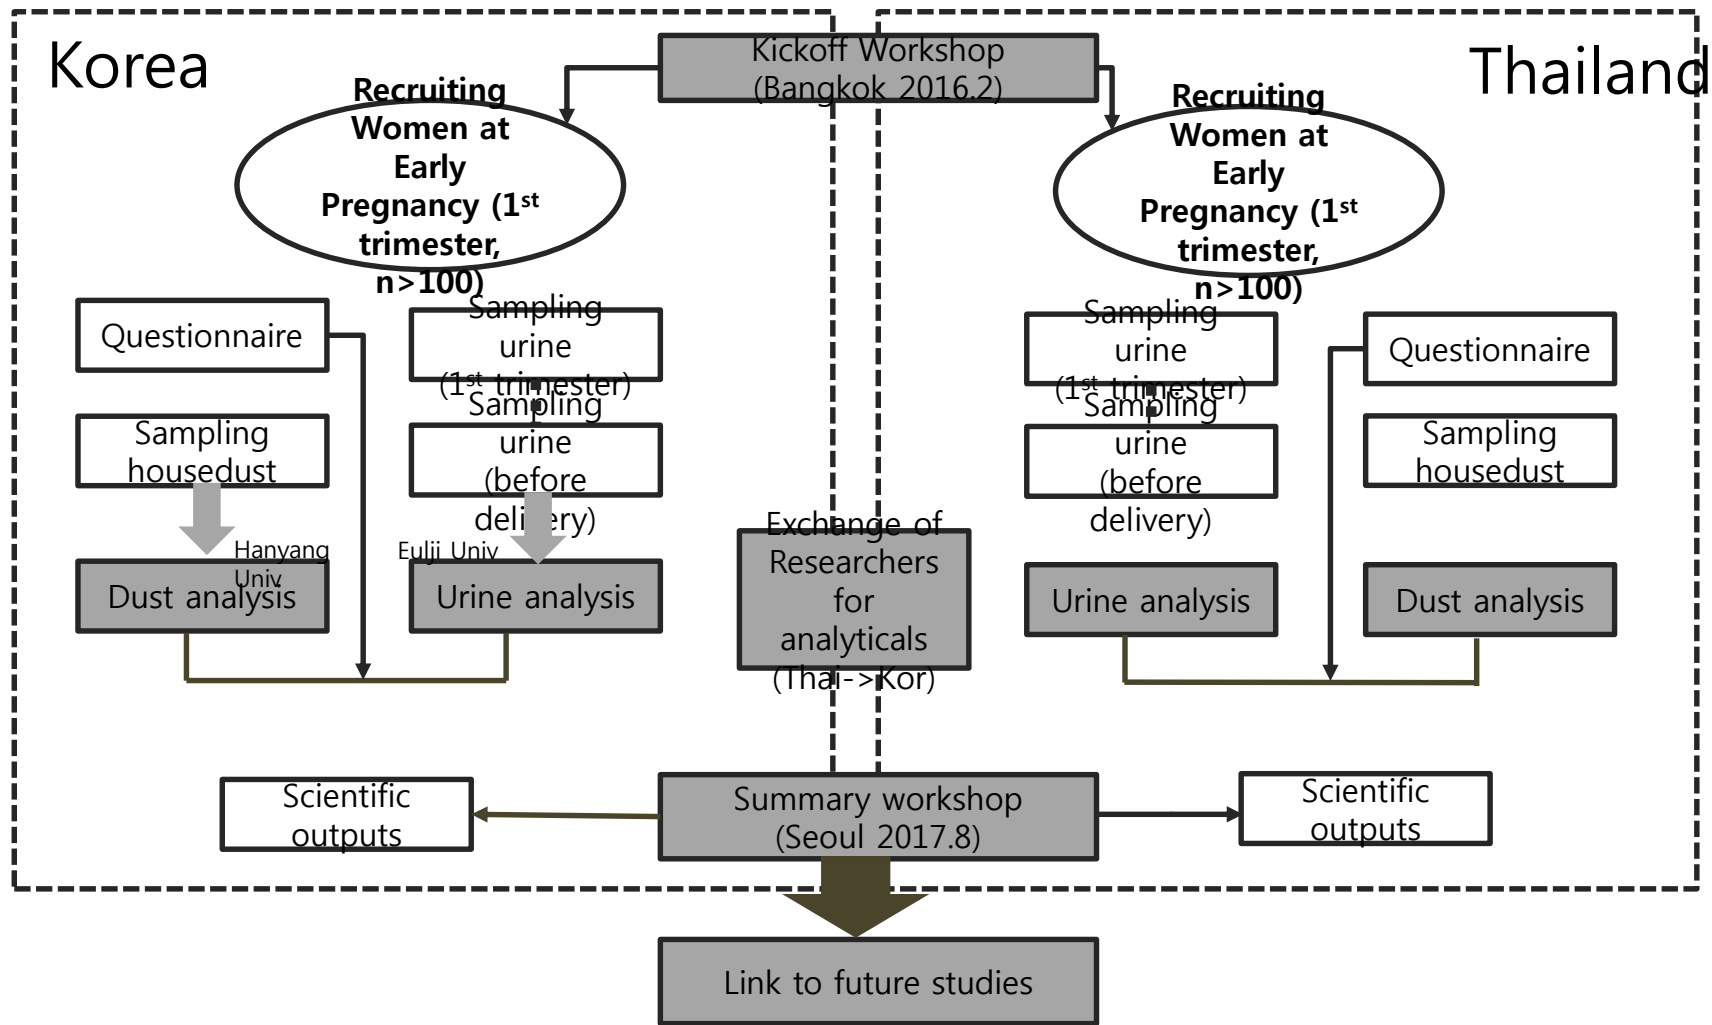 Korea
Kickoff Workshop
(Bangkok 2016.2)
Thailand
Recruiting
Women at
Early
Pregnancy (1st
trimester,
n>100)
Recruiting
Women at
Early
Pregnancy (1st
trimester,
n>100)
Questionnaire
Sampling
urine
(1st trimester)
Sampling
urine
(1st trimester)
Questionnaire
Sampling
housedust
Sampling
urine
(before
delivery)
Sampling
urine
(before
delivery)
Sampling
housedust
Hanyang
Univ
Eulji Univ
Exchange of
Researchers
for
analyticals
(Thai->Kor)
Dust analysis
Urine analysis
Urine analysis
Dust analysis
Scientific
outputs
Summary workshop
(Seoul 2017.8)
Scientific
outputs
Link to future studies